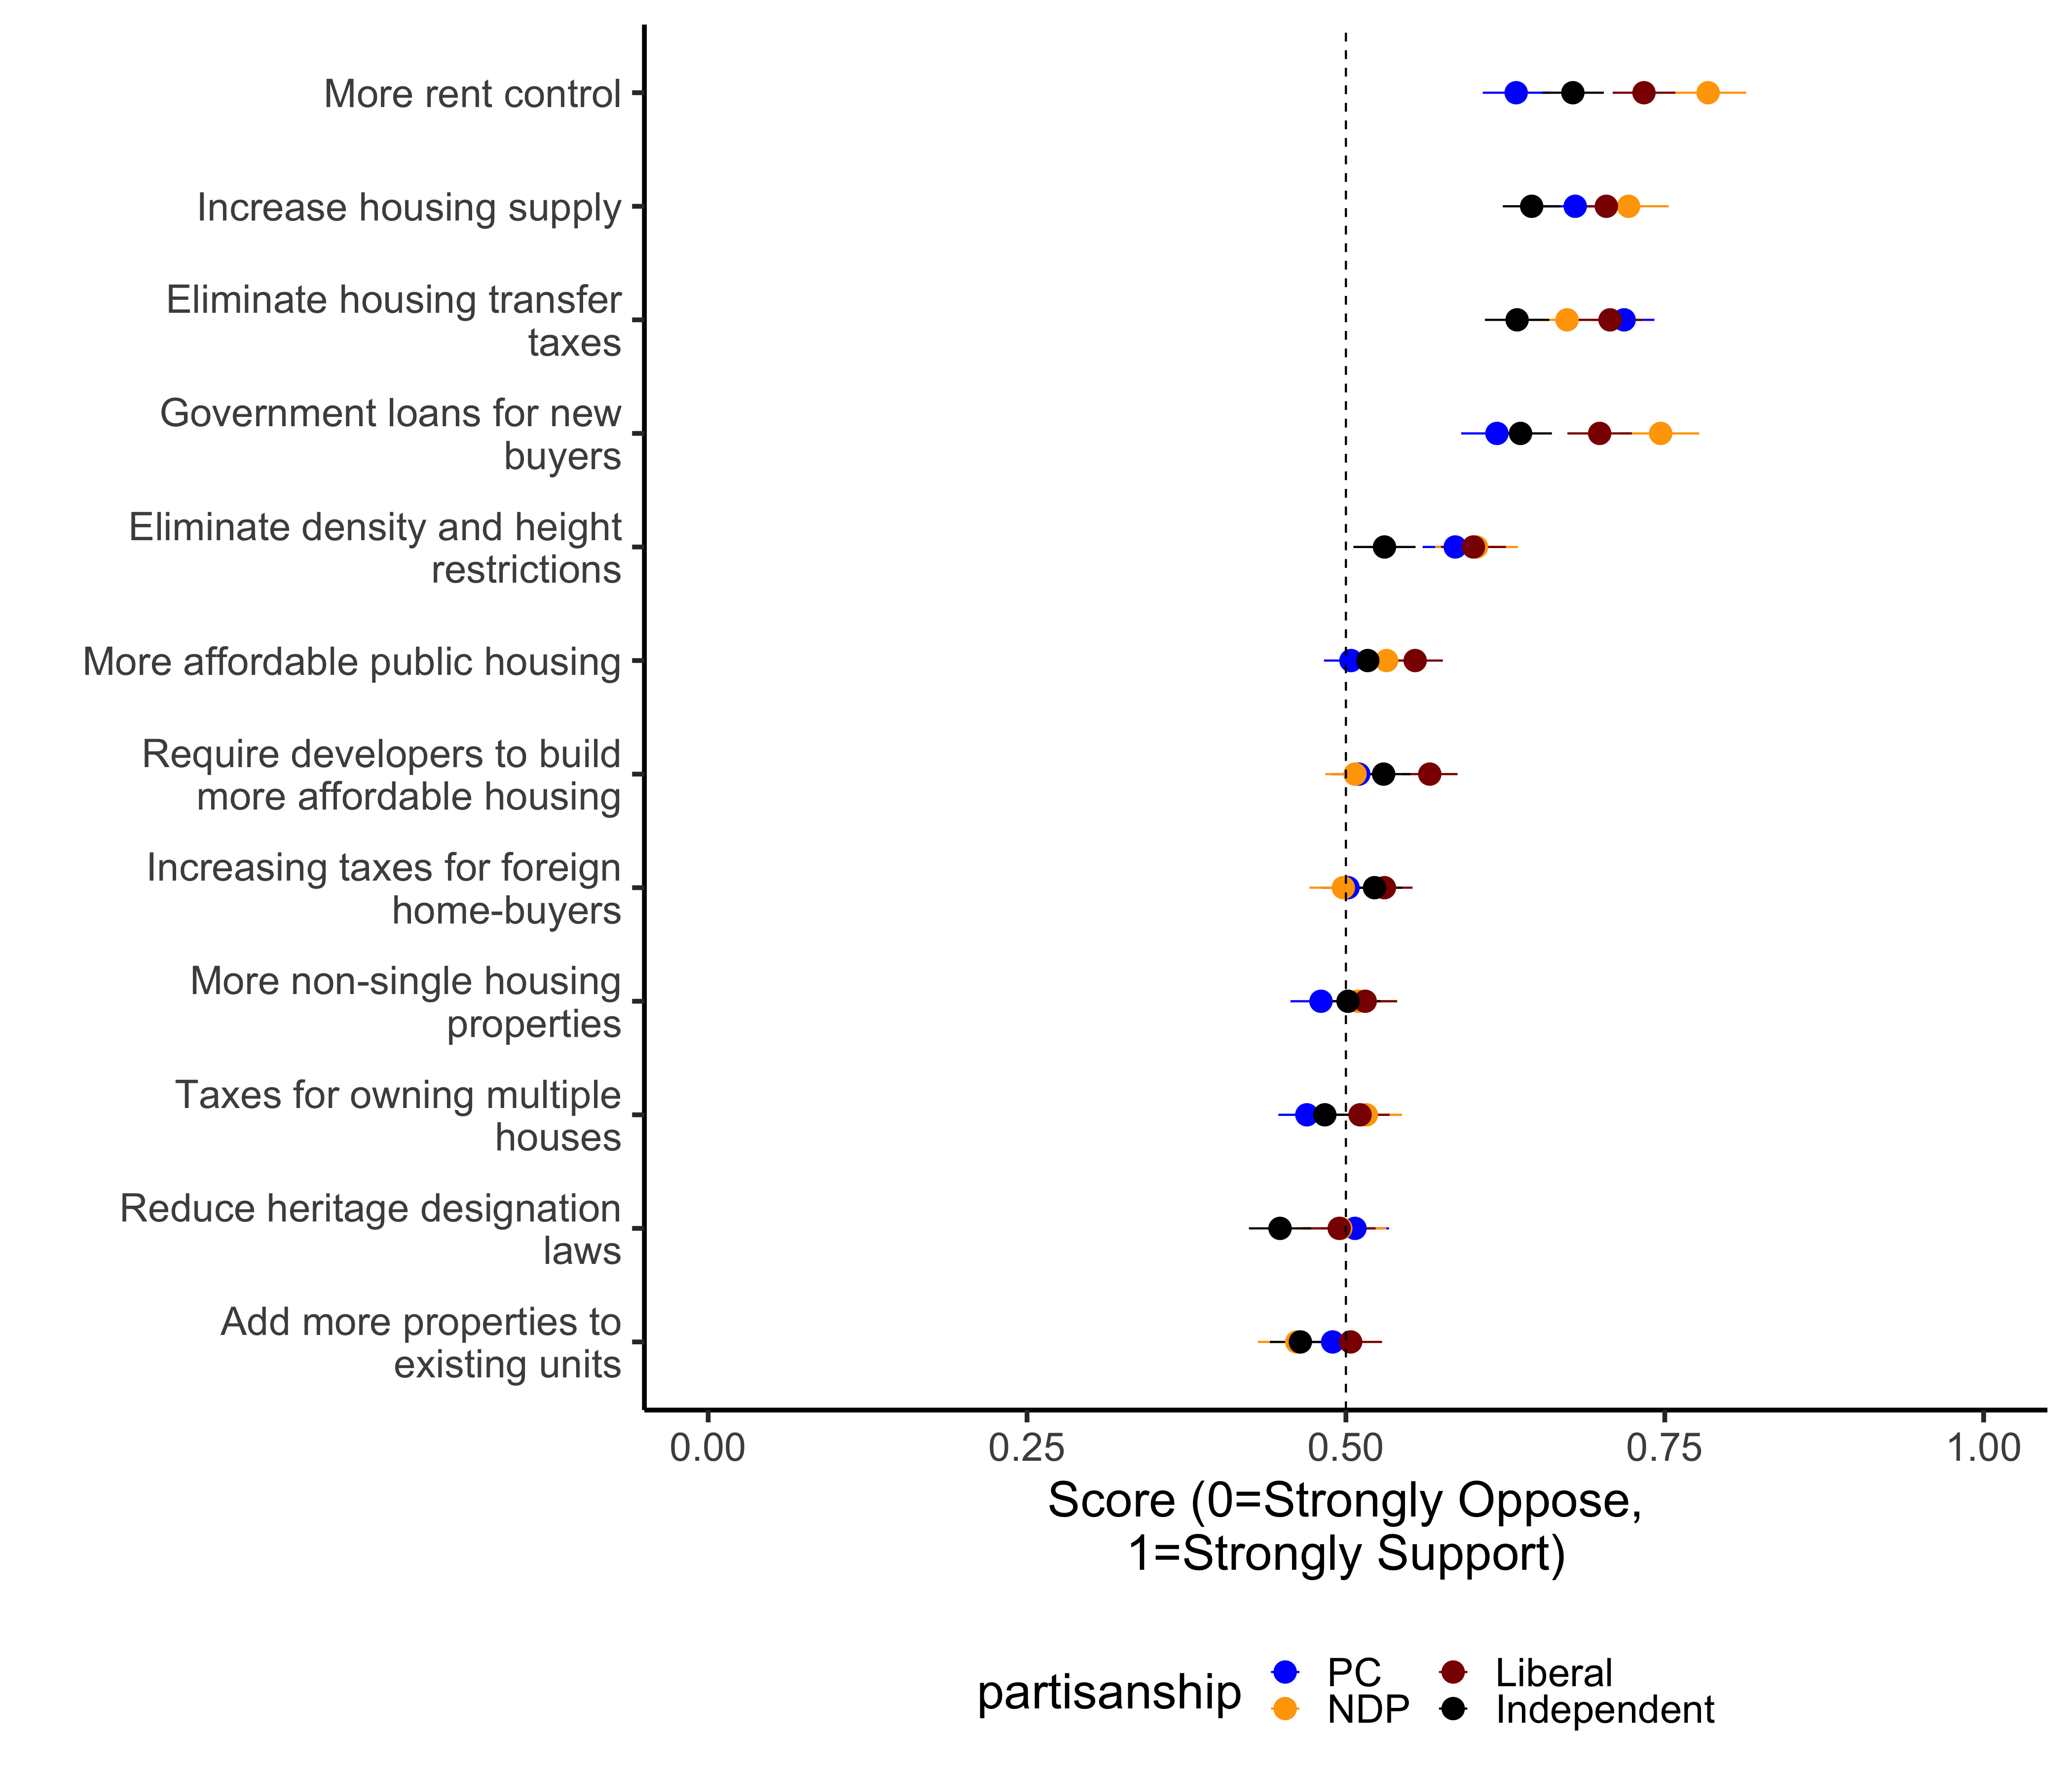 More rent control
Increase housing supply
Eliminate housing transfer
taxes
Government loans for new
buyers
Eliminate density and height
restrictions
More affordable public housing
Require developers to build
more affordable housing
Increasing taxes for foreign
home-buyers
More non-single housing
properties
Taxes for owning multiple
houses
Reduce heritage designation
laws
Add more properties to
existing units
0.00 0.25 0.50 0.75 1.00
Score (0=Strongly Oppose,
1=Strongly Support)
partisanship
PC Liberal
NDP Independent